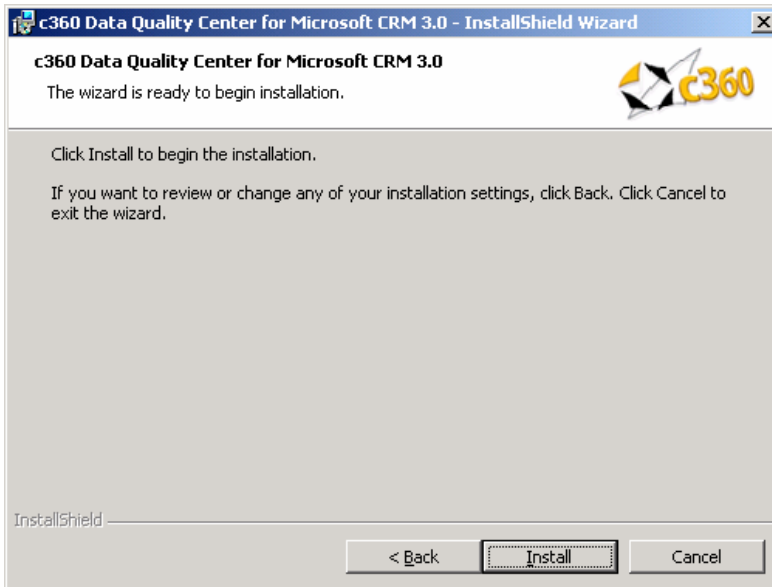 c360 Data Quality Center for Microsoft CRM 3.0 - InstallShield Wizard
c360 Data Quality Center for Microsoft CRM 3.0
The wizard is ready to begin installation.
c360
Click Install to begin the installation.
If you want to review or change any of your installation settings, click Back. Click Cancel to
exit the wizard.
InstallShield
< Back Install Cancel